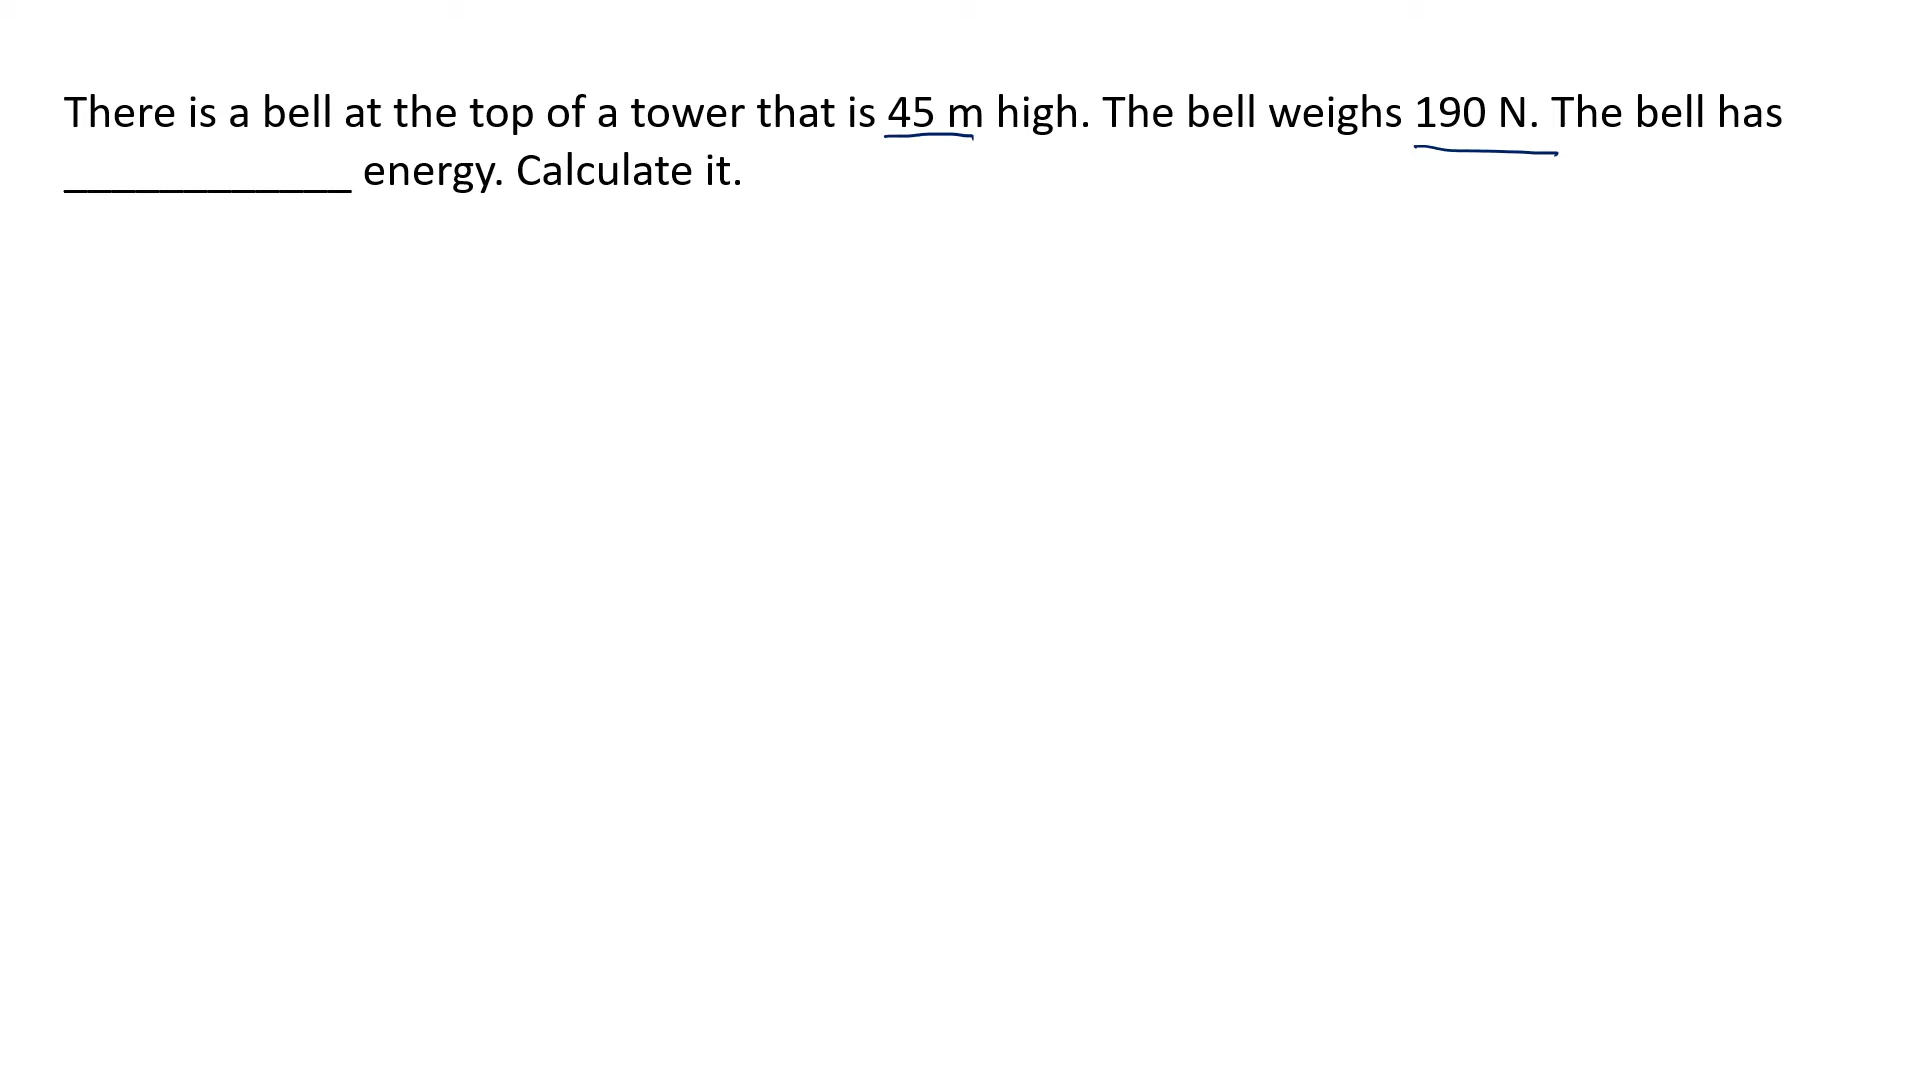 There is a bell at the top of a tower that is 45 m high. The bell weighs 190 N. The bell has
____________ energy. Calculate it.